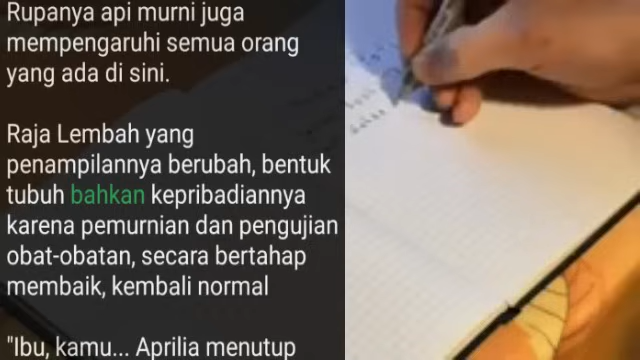 Rupanya api murni juga
mempengaruhi semua orang
yang ada di sini.
Raja Lembah yang
penampilannya berubah, bentuk
tubuh bahkan kepribadiannya
karena pemurnian dan pengujian
obat-obatan, secara bertahap
membaik, kembali normal
"Ibu, kamu... Aprilia menutup